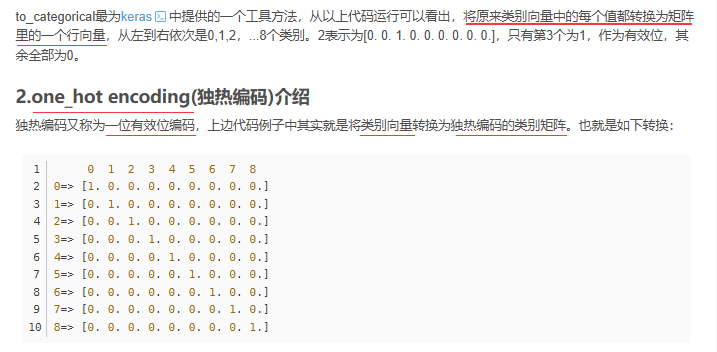 to_categorical最为keras中提供的一个工具方法，从以上代码运行可以看出，将原来类别向量中的每个值都转换为矩阵
里的一个行向量，从左到右依次是0,1,2，...8个类别。2表示为[0. 0. 1. 0. 0. 0. 0. 0. 0.]，只有第3个为1，作为有效位，其
余全部为0。
2.one_hot encoding(独热编码)介绍
独热编码又称为一位有效位编码，上边代码例子中其实就是将类别向量转换为独热编码的类别矩阵。也就是如下转换：
1 0 1 2 3 4 5 6 7 8
2 0=> [1. 0. 0. 0. 0. 0. 0. 0. 0.]
3 1=> [0. 1. 0. 0. 0. 0. 0. 0. 0.]
4 2=> [0. 0. 1. 0. 0. 0. 0. 0. 0.]
5 3=> [0. 0. 0. 1. 0. 0. 0. 0. 0.]
6 4=> [0. 0. 0. 0. 1. 0. 0. 0. 0.]
7 5=> [0. 0. 0. 0. 0. 1. 0. 0. 0.]
8 6=> [0. 0. 0. 0. 0. 0. 1. 0. 0.]
9 7=> [0. 0. 0. 0. 0. 0. 0. 1. 0.]
10 8=> [0. 0. 0. 0. 0. 0. 0. 0. 1.]